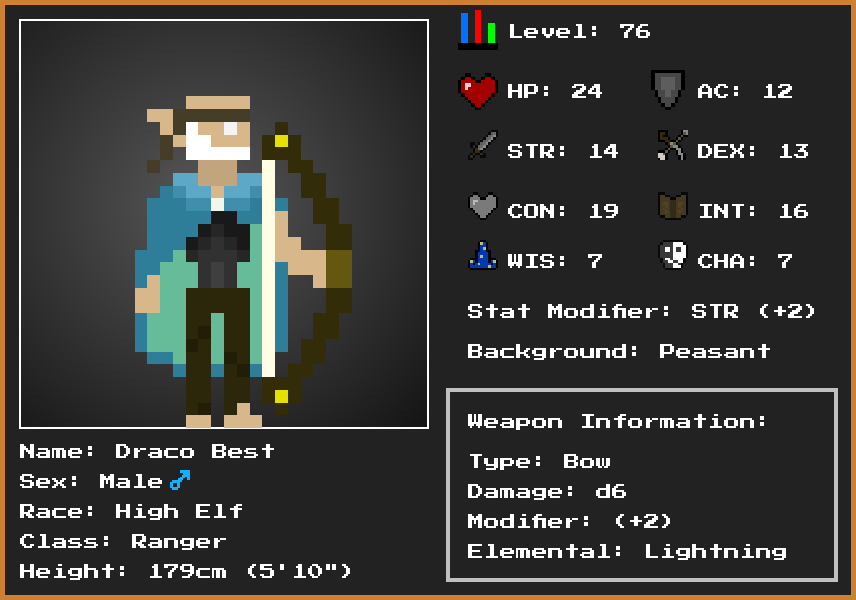 Level: 76
HP: 24
AC: 12
STR: 14
DEX: 13
CON: 19
INT: 16
WIS: 7
CHA: 7
Stat Modifier: STR (+2)
Background: Peasant
Name: Draco Best
Sex: Male♂
Race: High Elf
Class: Ranger
Height: 179cm (5'10")
Weapon Information:
Type: Bow
Damage: d6
Modifier: (+2)
Elemental: Lightning